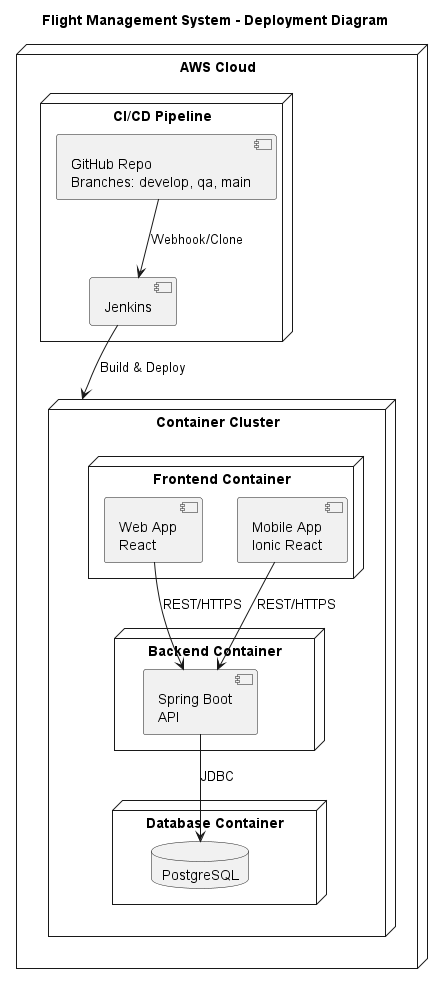 Flight Management System - Deployment Diagram
AWS Cloud
CI/CD Pipeline
GitHub Repo
Branches: develop, qa, main
Webhook/Clone
Jenkins
Build & Deploy
Container Cluster
Frontend Container
Web App
React
Mobile App
Ionic React
REST/HTTPS
REST/HTTPS
Backend Container
Spring Boot
API
JDBC
Database Container
PostgreSQL